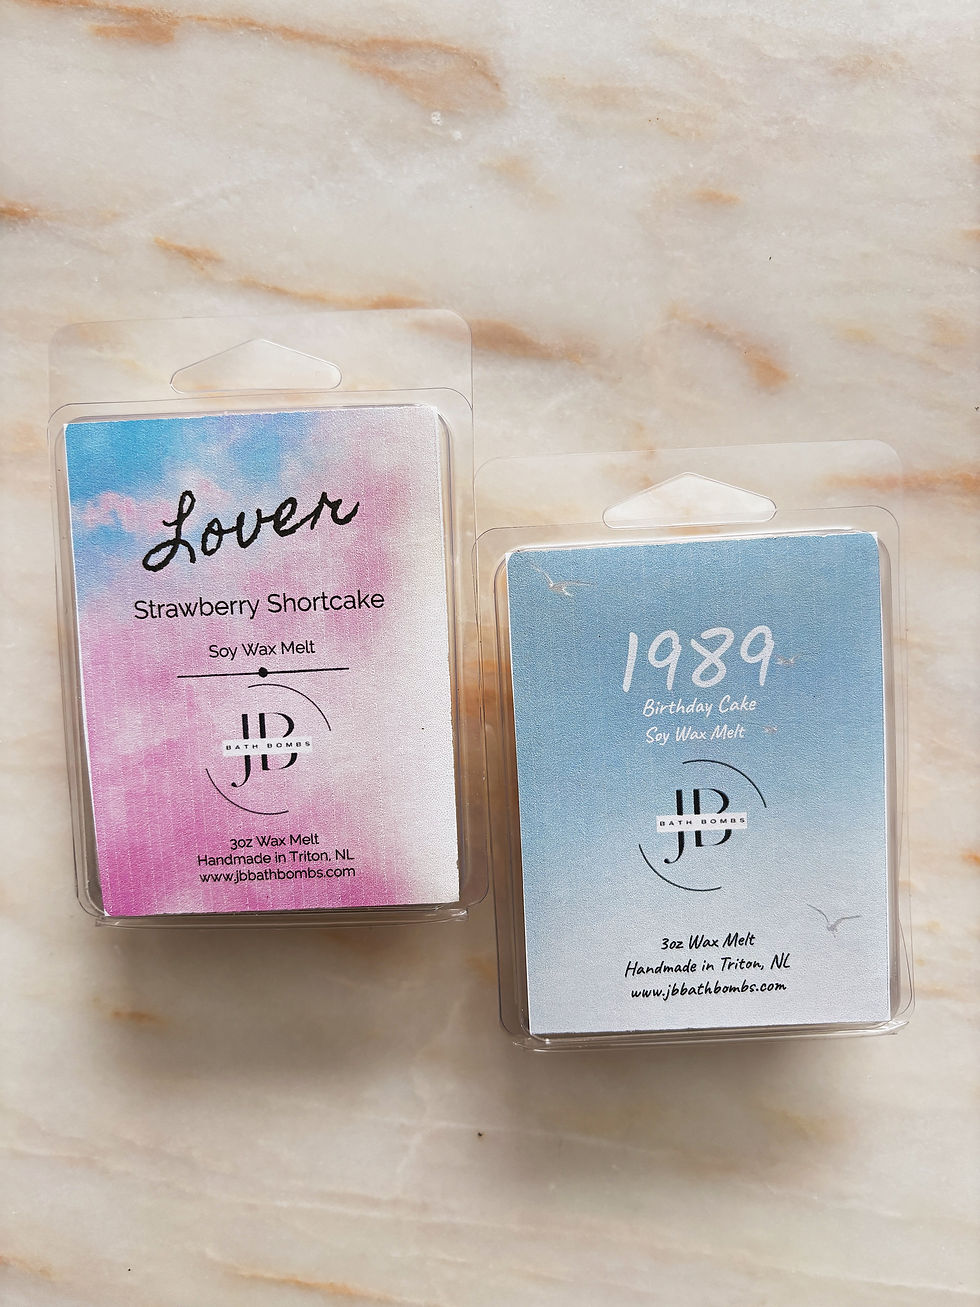 Lover
Strawberry Shortcake
Soy Wax Melt
JB
BATH BOMBS
3oz Wax Melt
Handmade in Triton, NL
www.jbbathbombs.com
1989
Birthday Cake
Soy Wax Melt
JB
BATH BOMBS
3oz Wax Melt
Handmade in Triton, NL
www.jbbathbombs.com